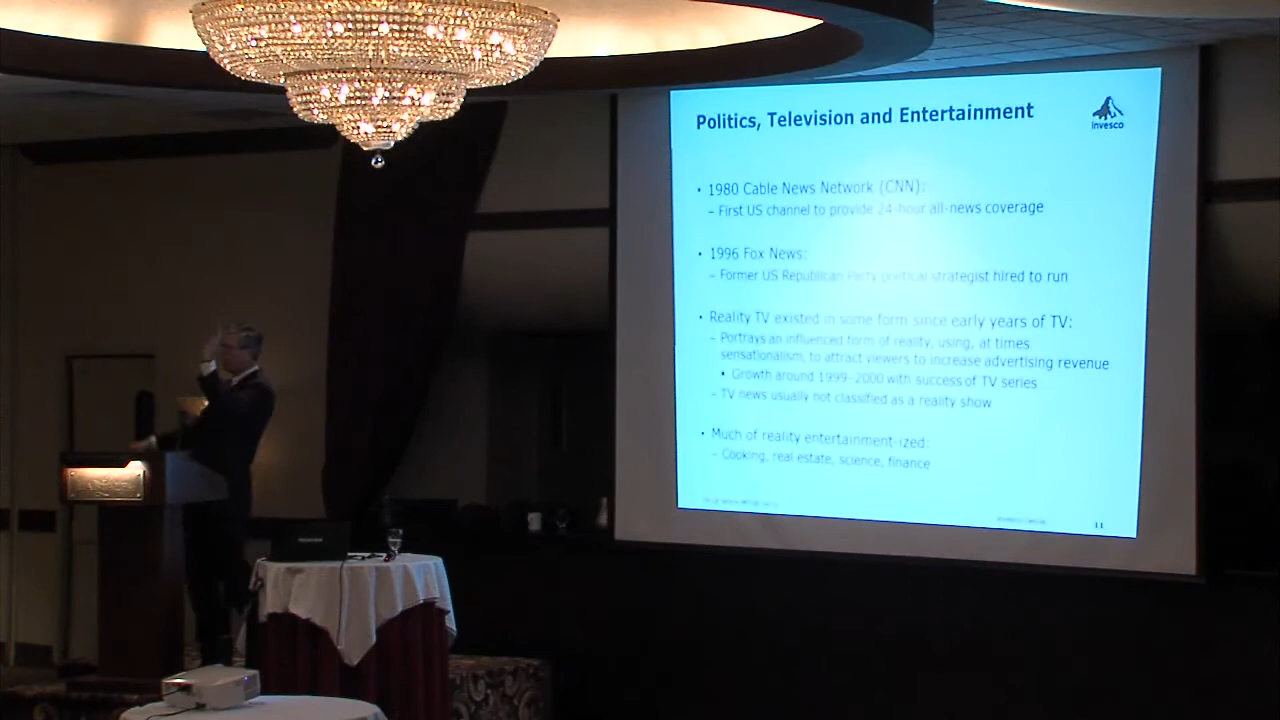 Politics, Television and Entertainment
invesco
• 1980 Cable News Network (CNN):
– First US channel to provide 24-hour all-news coverage
• 1996 Fox News:
– Former US Republican Party political strategist hired to run
• Reality TV existed in some form since early years of TV:
– Portrays an influenced form of reality, using, at times
sensationalism, to attract viewers to increase advertising revenue
• Growth around 1999-2000 with success of TV series
– TV news usually not classified as a reality show
• Much of reality entertainment-ized:
– Cooking, real estate, science, finance
11